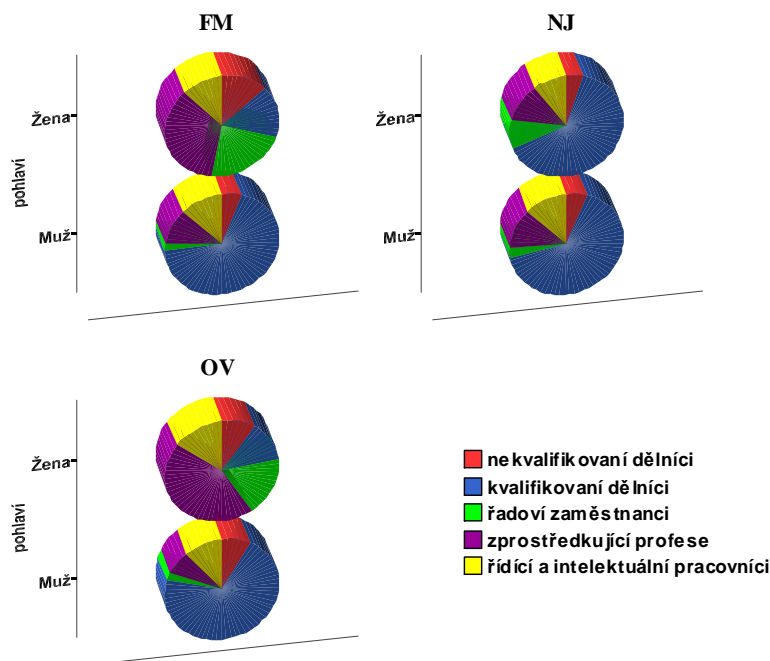 FM
NJ
Žena
Muž
pohlaví
Žena
Muž
OV
Žena
Muž
pohlaví
nekvalifikovaní dělníci
kvalifikovaní dělníci
řadoví zaměstnanci
zprostředkující profese
řídící a intelektuální pracovníci